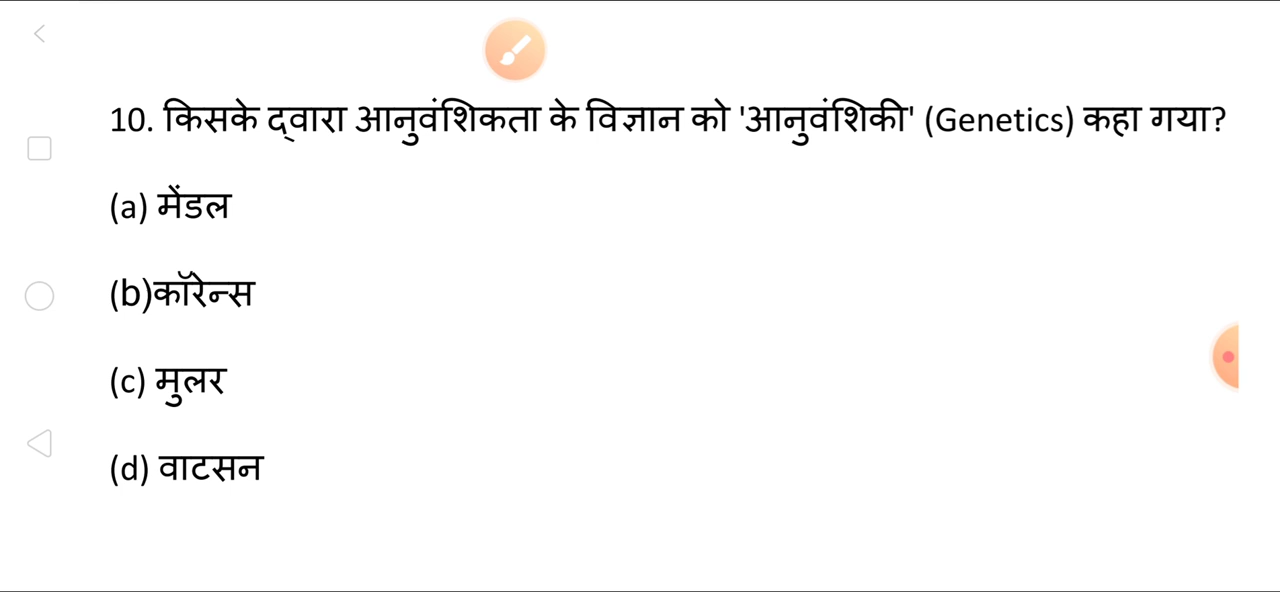 10. किसके द्वारा आनुवंशिकता के विज्ञान को 'आनुवंशिकी' (Genetics) कहा गया?
(a) मेंडल
(b)कॉरेन्स
(c) मुलर
(d) वाटसन